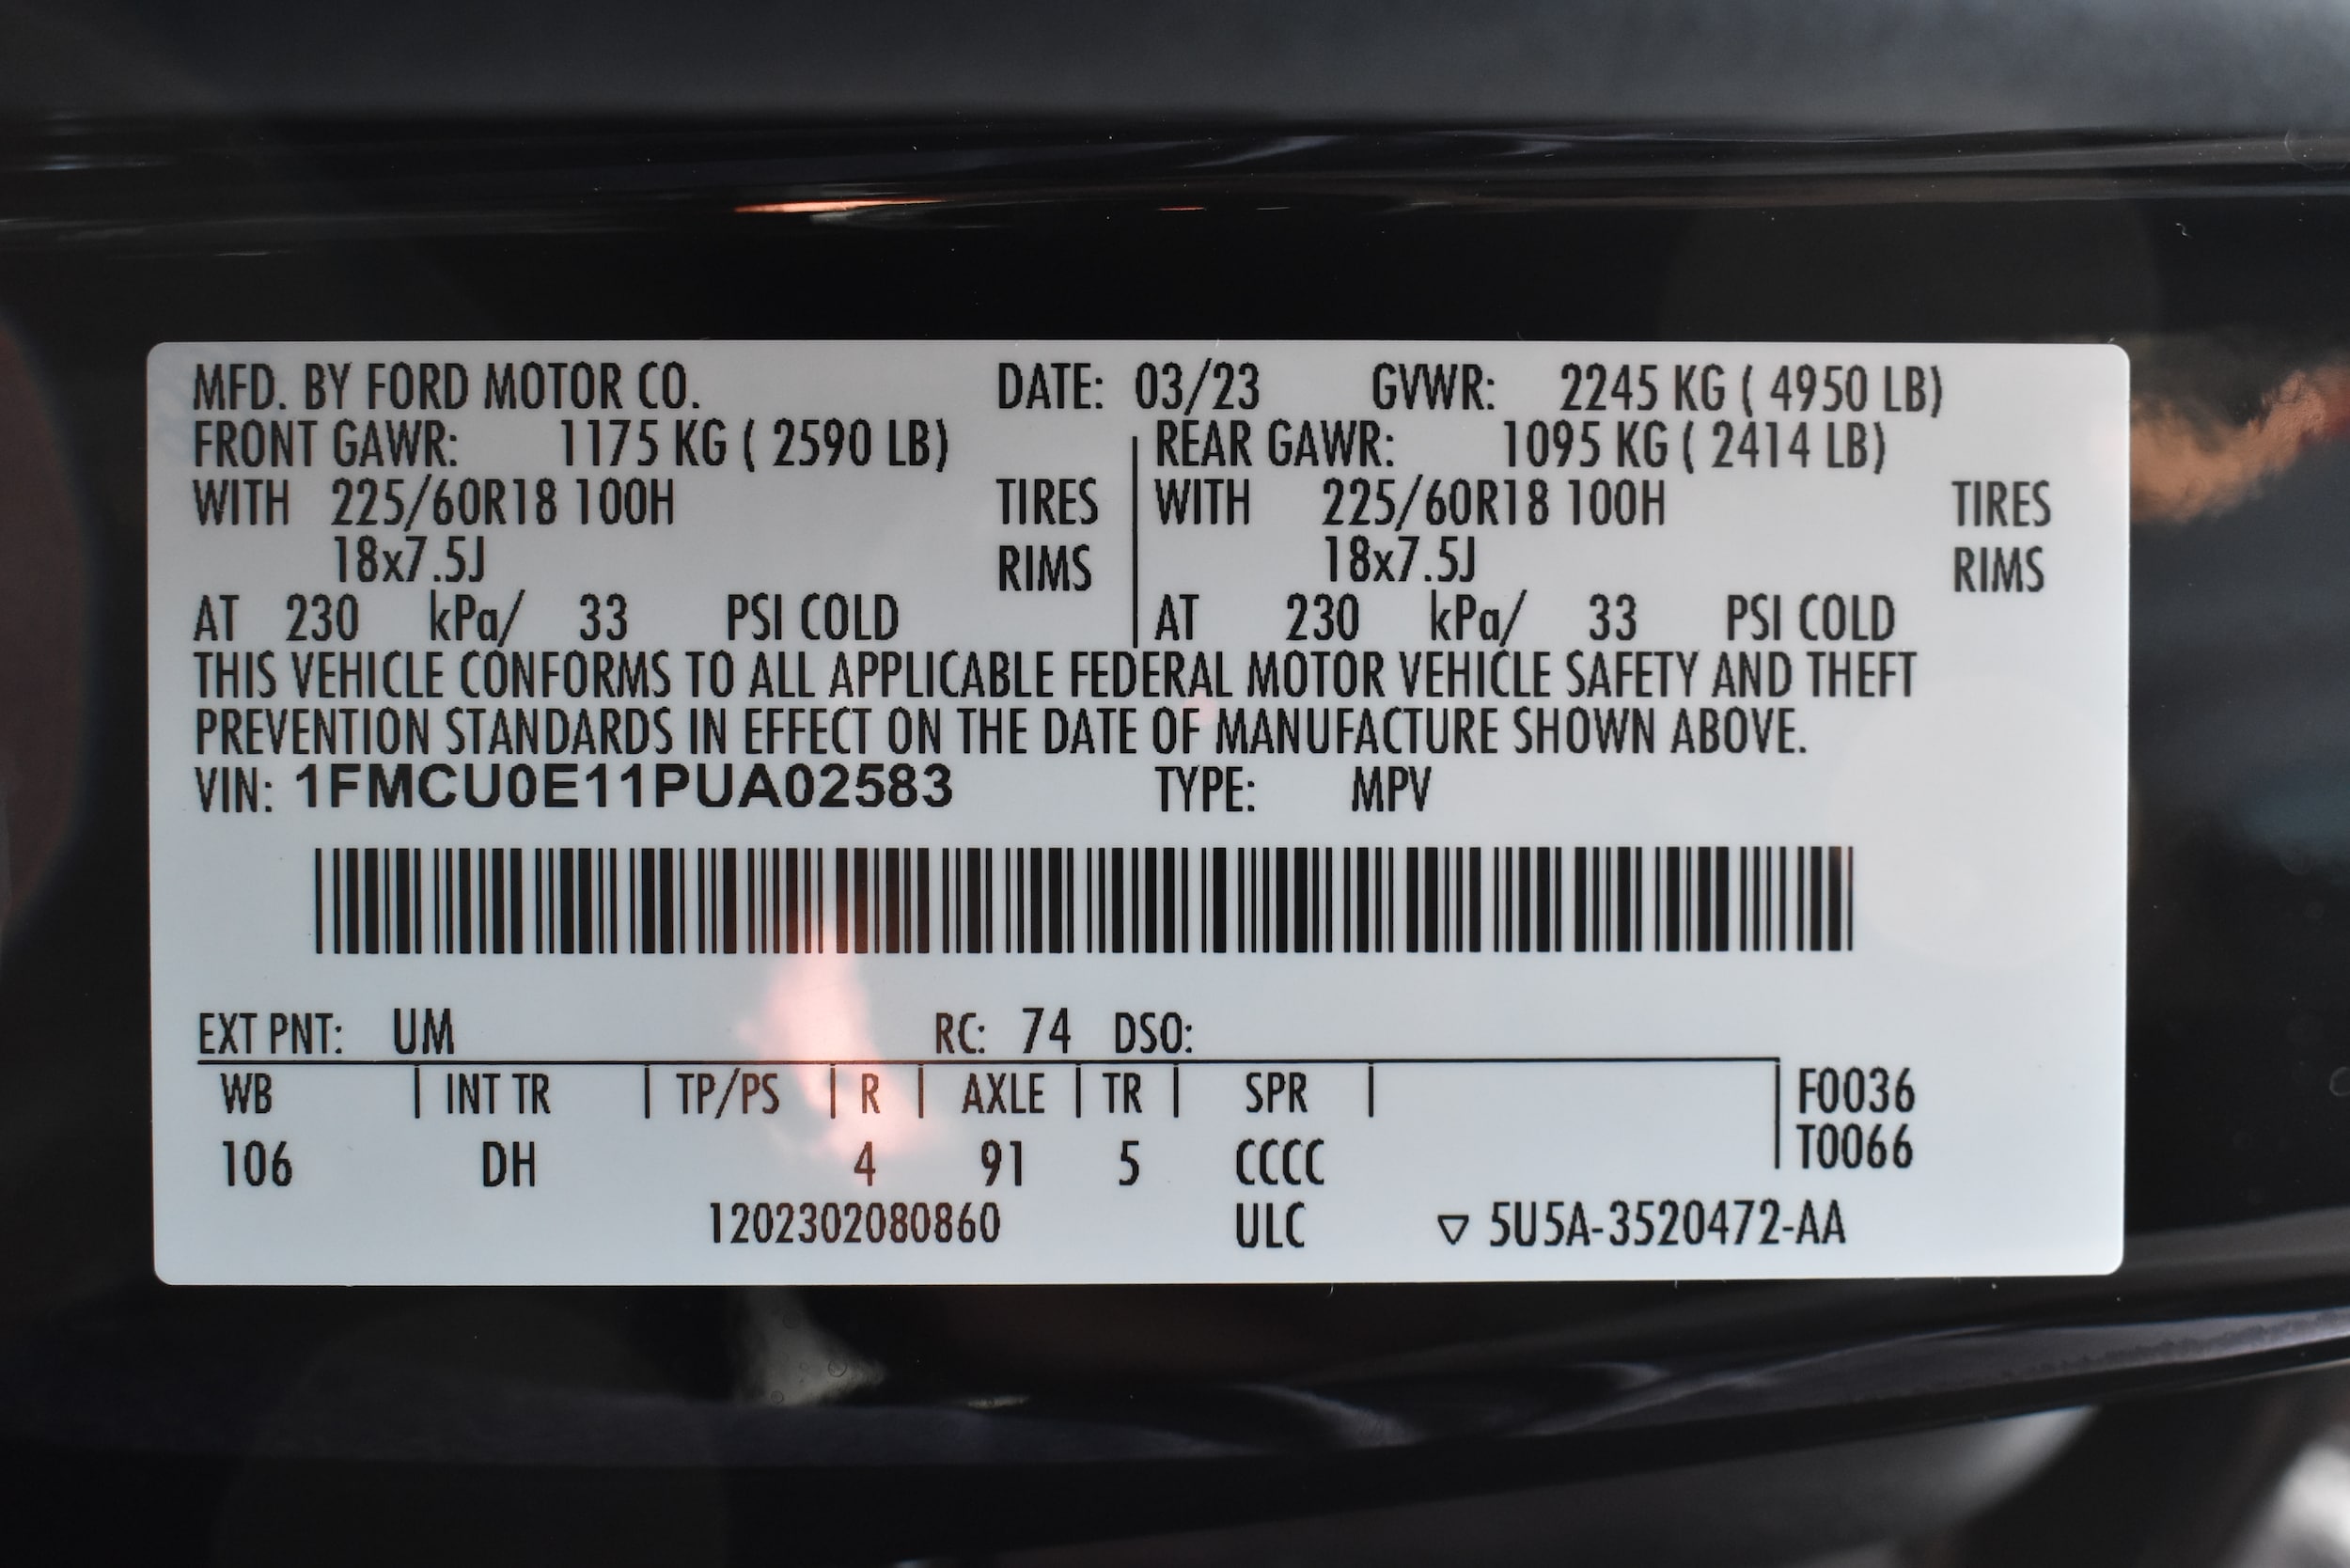 MFD. BY FORD MOTOR CO. DATE: 03/23 GVWR: 2245 KG ( 4950 LB)
FRONT GAWR: 1175 KG ( 2590 LB) REAR GAWR: 1095 KG ( 2414 LB)
WITH 225/60R18 100H TIRES WITH 225/60R18 100H TIRES
18x7.5J RIMS 18x7.5J RIMS
AT 230 kPa/ 33 PSI COLD AT 230 kPa/ 33 PSI COLD
THIS VEHICLE CONFORMS TO ALL APPLICABLE FEDERAL MOTOR VEHICLE SAFETY AND THEFT
PREVENTION STANDARDS IN EFFECT ON THE DATE OF MANUFACTURE SHOWN ABOVE.
VIN: 1FMCU0E11PUA02583 TYPE: MPV
EXT PNT: UM RC: 74 DSO:
WB | INT TR | TP/PS | R | AXLE | TR | SPR | F0036
T0066
106 DH 4 91 5 CCCC
1202302080860 ULC ▽ 5U5A-3520472-AA